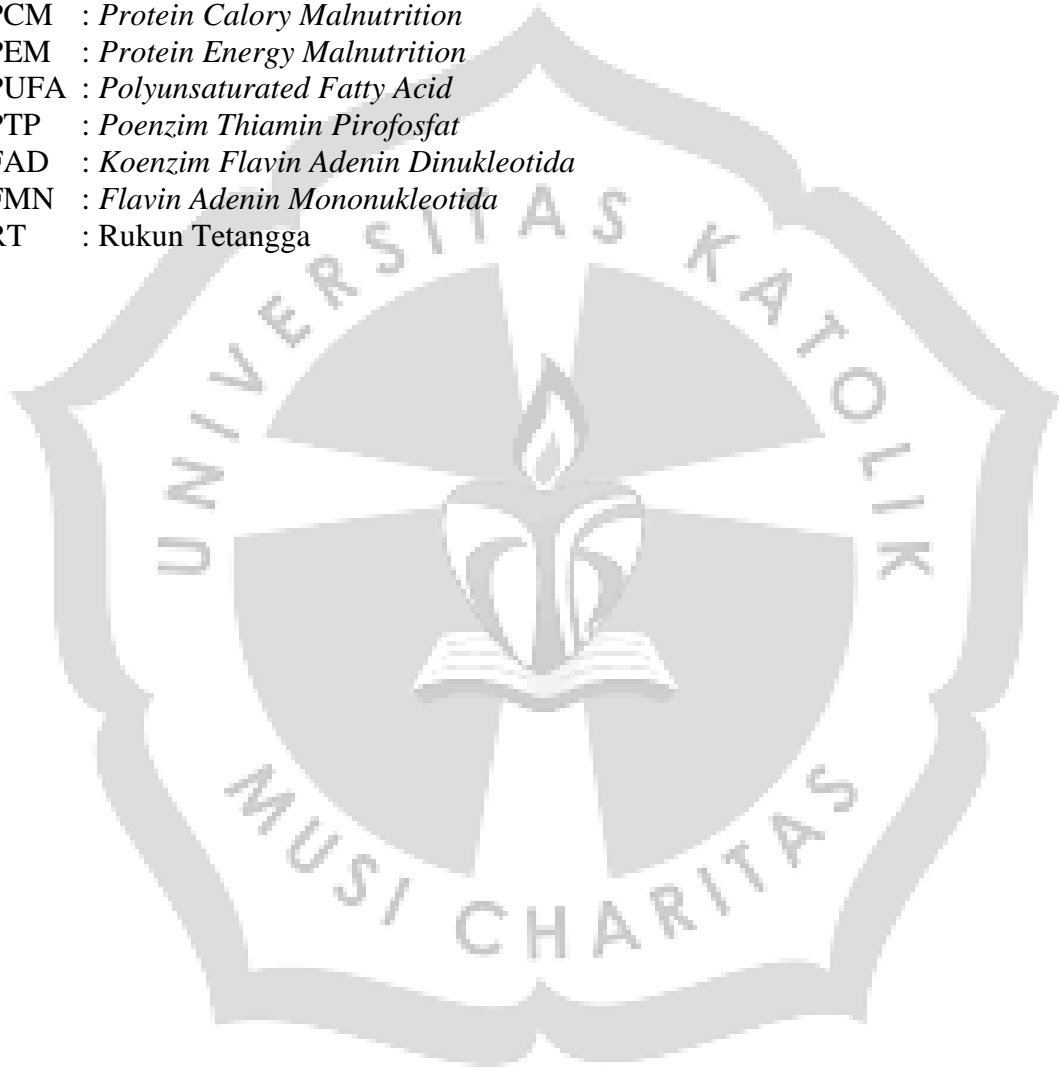 PCM : Protein Calory Malnutrition
PEM : Protein Energy Malnutrition
PUFA : Polyunsaturated Fatty Acid
PTP : Poenzim Thiamin Pirofosfat
FAD : Koenzim Flavin Adenin Dinukleotida
FMN : Flavin Adenin Mononukleotida
RT : Rukun Tetangga
UNIVERSITAS KATOLIK
MUSI CHARITAS